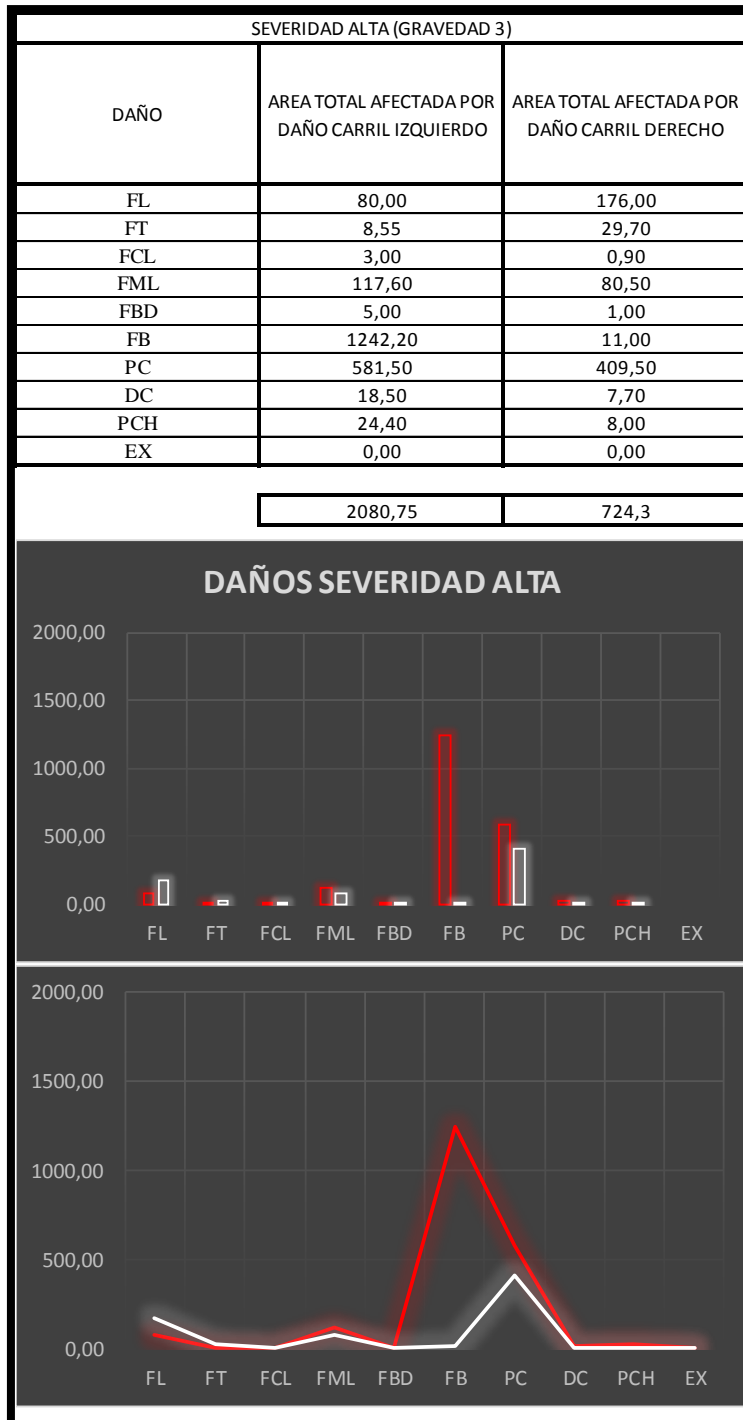 SEVERIDAD ALTA (GRAVEDAD 3)
DAÑO
AREA TOTAL AFECTADA POR
DAÑO CARRIL IZQUIERDO
AREA TOTAL AFECTADA POR
DAÑO CARRIL DERECHO
FL 80,00 176,00
FT 8,55 29,70
FCL 3,00 0,90
FML 117,60 80,50
FBD 5,00 1,00
FB 1242,20 11,00
PC 581,50 409,50
DC 18,50 7,70
PCH 24,40 8,00
EX 0,00 0,00
2080,75 724,3
DAÑOS SEVERIDAD ALTA
2000,00
1500,00
1000,00
500,00
0,00
FL FT FCL FML FBD FB PC DC PCH EX
2000,00
1500,00
1000,00
500,00
0,00
FL FT FCL FML FBD FB PC DC PCH EX